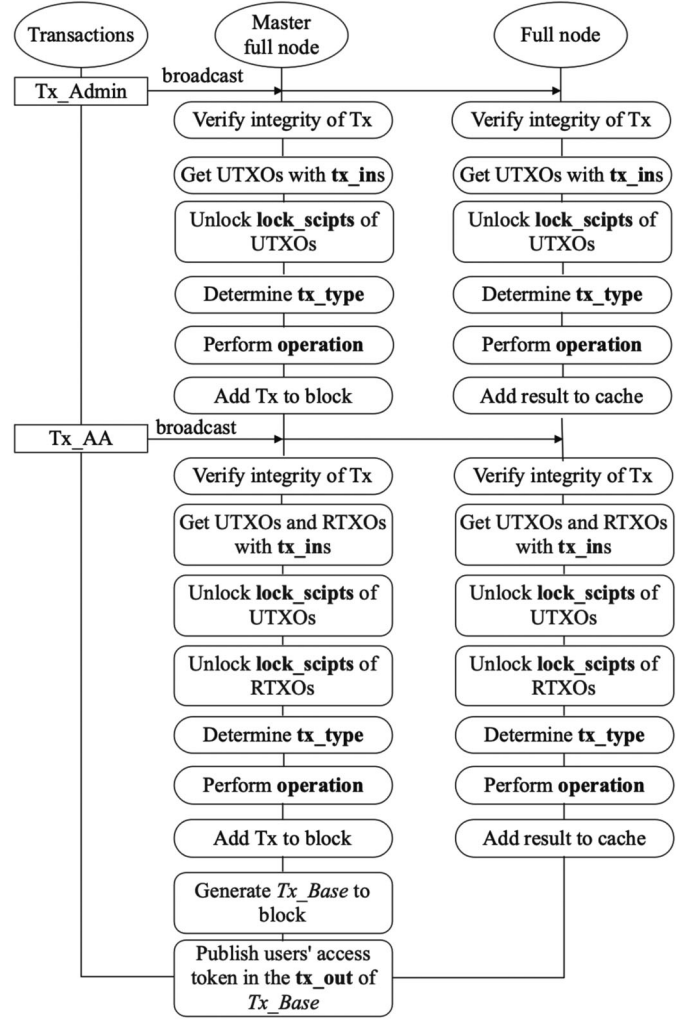 Transactions
Master
full node
Full node
broadcast
Tx_Admin
Verify integrity of Tx
Verify integrity of Tx
Get UTXOs with tx_ins
Get UTXOs with tx_ins
Unlock lock_scipts of
UTXOs
Unlock lock_scipts of
UTXOs
Determine tx_type
Determine tx_type
Perform operation
Perform operation
Add Tx to block
Add result to cache
broadcast
Tx_AA
Verify integrity of Tx
Verify integrity of Tx
Get UTXOs and RTXOs
with tx_ins
Get UTXOs and RTXOs
with tx_ins
Unlock lock_scipts of
UTXOs
Unlock lock_scipts of
UTXOs
Unlock lock_scipts of
RTXOs
Unlock lock_scipts of
RTXOs
Determine tx_type
Determine tx_type
Perform operation
Perform operation
Add Tx to block
Add result to cache
Generate Tx_Base to
block
Publish users' access
token in the tx_out of
Tx_Base